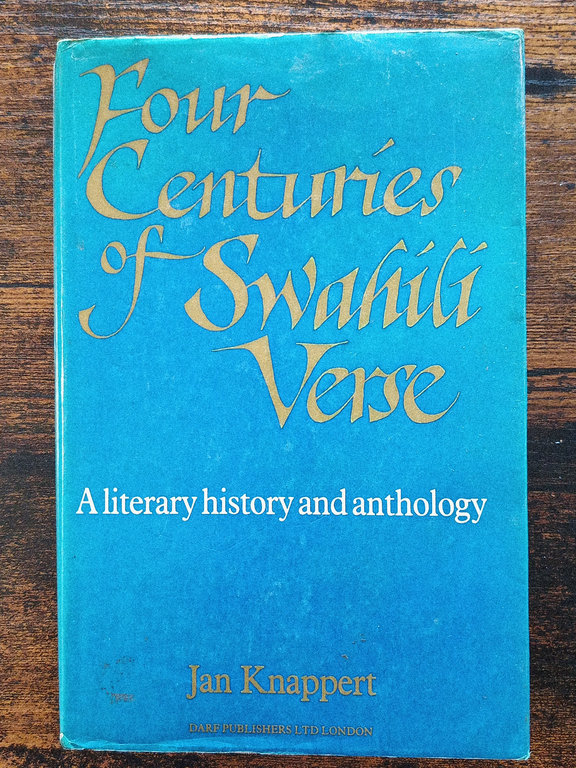 Four
Centuries
of Swahili
Verse
A literary history and anthology
Jan Knappert
DARF PUBLISHERS LTD LONDON